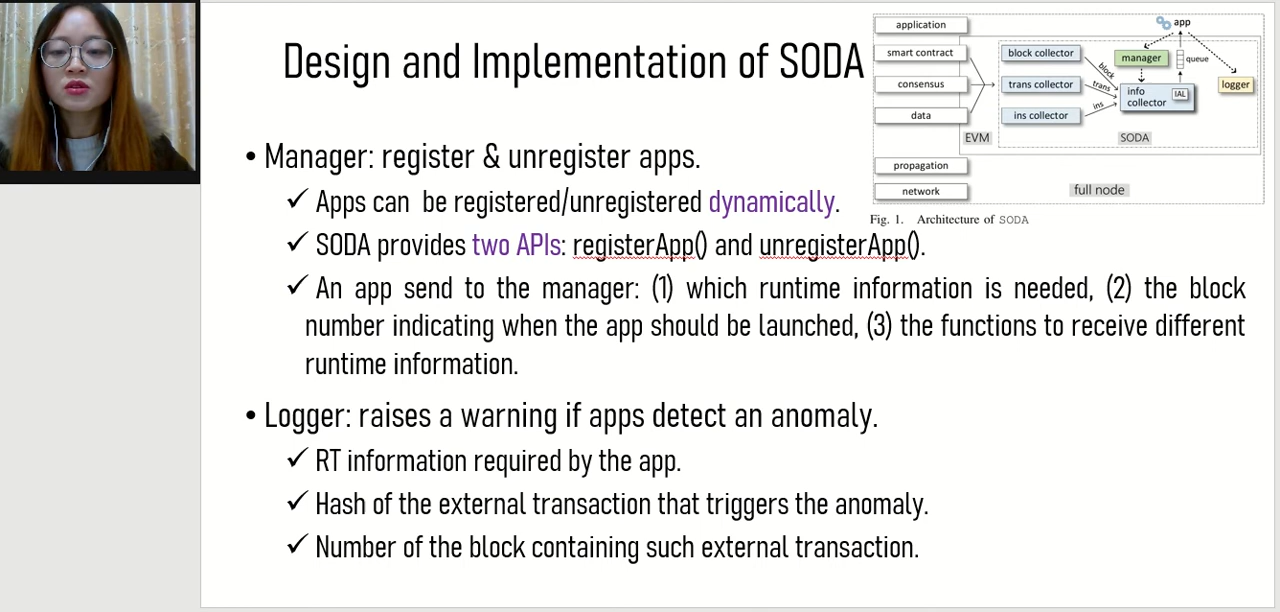 Design and Implementation of SODA
application
smart contract
consensus
data
propagation
network
block collector
trans collector
ins collector
block
trans
ins
app
manager
queue
info
collector
IAL
logger
EVM
SODA
full node
Fig. 1. Architecture of SODA
• Manager: register & unregister apps.
✓ Apps can be registered/unregistered dynamically.
✓ SODA provides two APIs: registerApp() and unregisterApp().
✓ An app send to the manager: (1) which runtime information is needed, (2) the block
number indicating when the app should be launched, (3) the functions to receive different
runtime information.
• Logger: raises a warning if apps detect an anomaly.
✓ RT information required by the app.
✓ Hash of the external transaction that triggers the anomaly.
✓ Number of the block containing such external transaction.